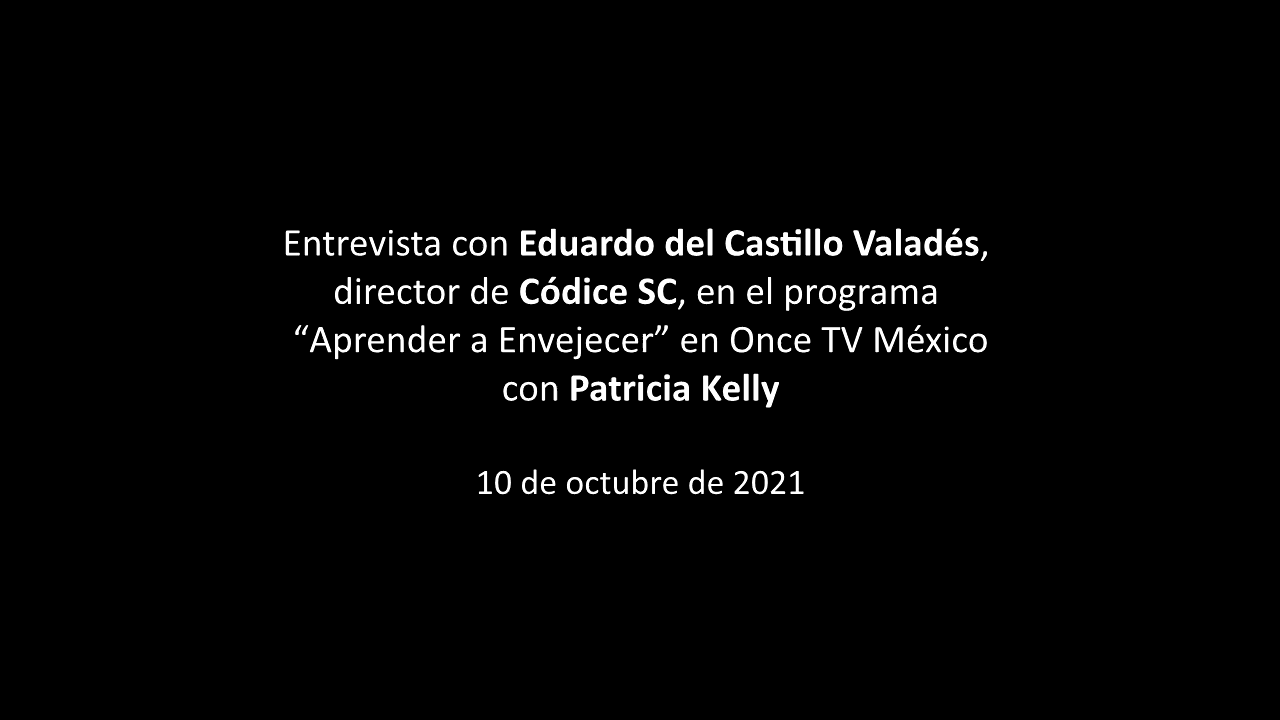 Entrevista con Eduardo del Castillo Valadés,
director de Códice SC, en el programa
“Aprender a Envejecer” en Once TV México
con Patricia Kelly
10 de octubre de 2021